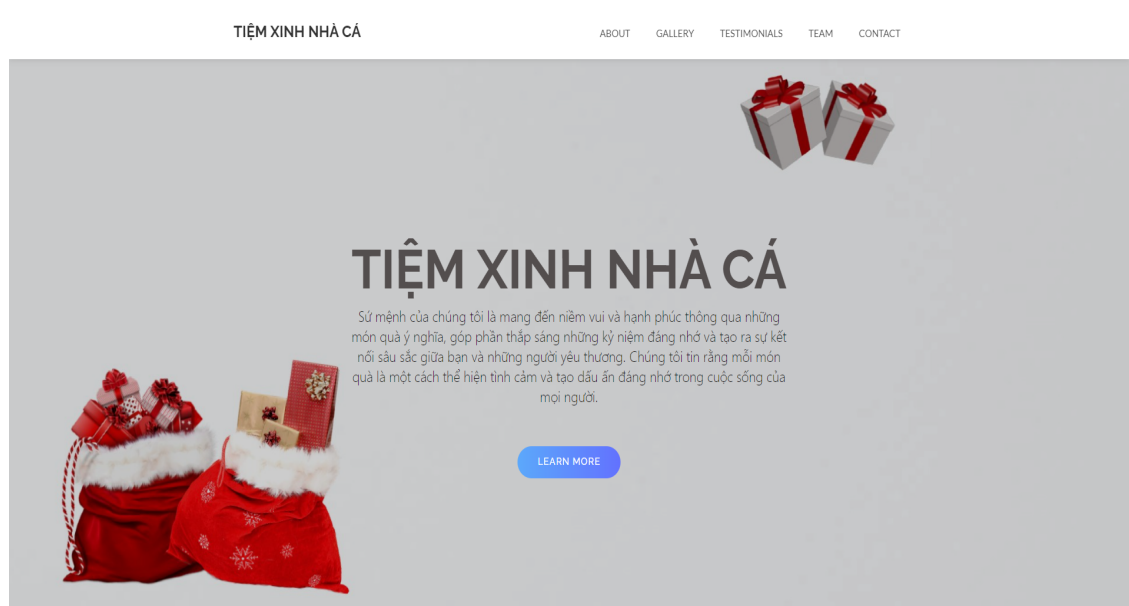 TIỆM XINH NHÀ CÁ
ABOUT GALLERY TESTIMONIALS TEAM CONTACT
TIỆM XINH NHÀ CÁ
Sứ mệnh của chúng tôi là mang đến niềm vui và hạnh phúc thông qua những
món quà ý nghĩa, góp phần thắp sáng những kỷ niệm đáng nhớ và tạo ra sự kết
nối sâu sắc giữa bạn và những người yêu thương. Chúng tôi tin rằng mỗi món
quà là một cách thể hiện tình cảm và tạo dấu ấn đáng nhớ trong cuộc sống của
mọi người.
LEARN MORE